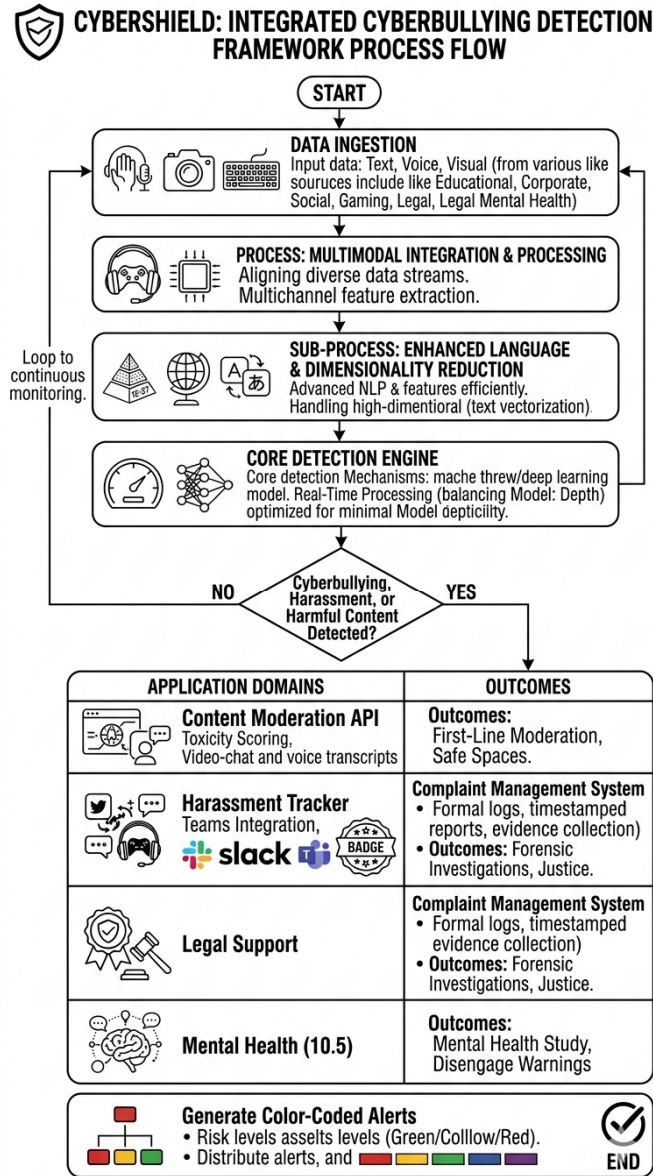 CYBERSHIELD: INTEGRATED CYBERBULLYING DETECTION
FRAMEWORK PROCESS FLOW
START
DATA INGESTION
Input data: Text, Voice, Visual (from various like
souruces include like Educational, Corporate,
Social, Gaming, Legal, Legal Mental Health)
PROCESS: MULTIMODAL INTEGRATION & PROCESSING
Aligning diverse data streams.
Multichannel feature extraction.
Loop to
continuous
monitoring.
SUB-PROCESS: ENHANCED LANGUAGE
& DIMENSIONALITY REDUCTION
Advanced NLP & features efficiently.
Handling high-dimentioral (text vectorization).
A あ
CORE DETECTION ENGINE
Core detection Mechanisms: mache threw/deep learning
model. Real-Time Processing (balancing Model: Depth)
optimized for minimal Model depticility.
NO
Cyberbullying,
Harassment, or
Harmful Content
Detected?
YES
APPLICATION DOMAINS
OUTCOMES
Content Moderation API
Toxicity Scoring,
Video-chat and voice transcripts
Outcomes:
First-Line Moderation,
Safe Spaces.
Harassment Tracker
Teams Integration,
slack
T
BADGE
Complaint Management System
• Formal logs, timestamped
reports, evidence collection)
• Outcomes: Forensic
Investigations, Justice.
Legal Support
Complaint Management System
• Formal logs, timestamped
evidence collection)
• Outcomes: Forensic
Investigations, Justice.
Mental Health (10.5)
Outcomes:
Mental Health Study,
Disengage Warnings
Generate Color-Coded Alerts
• Risk levels asselts levels (Green/Colllow/Red).
• Distribute alerts, and
END